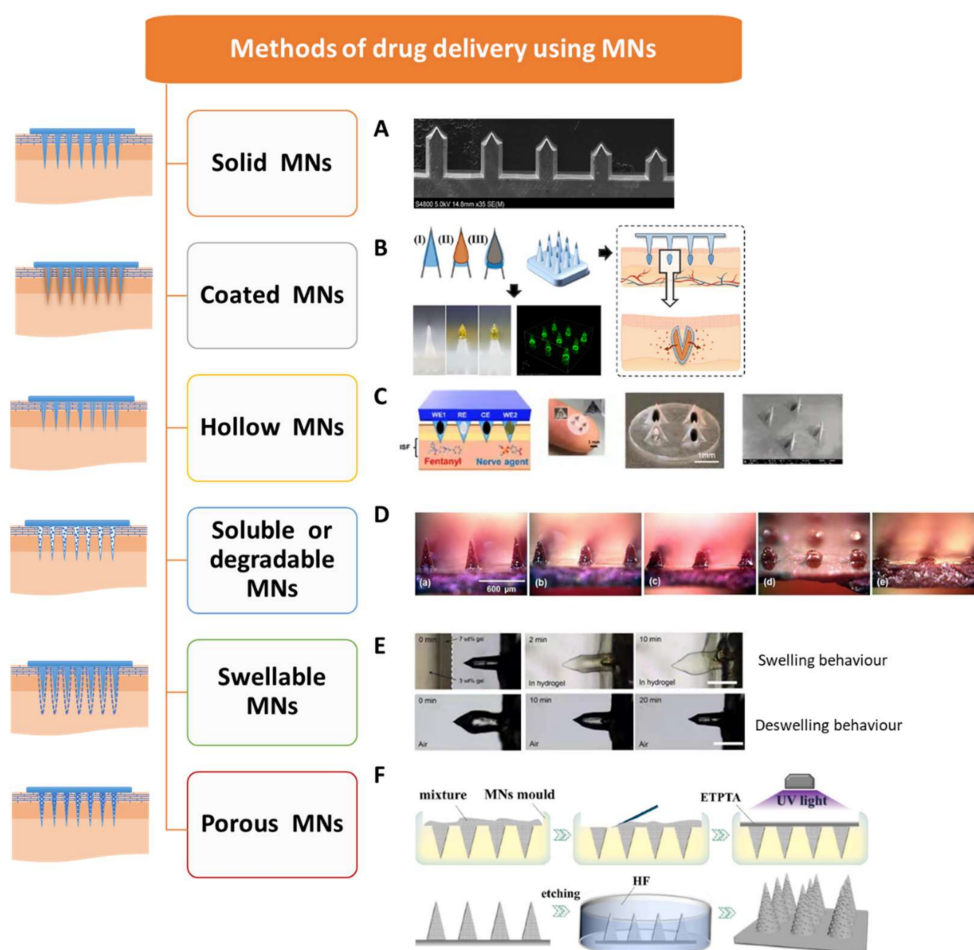 Methods of drug delivery using MNs
Solid MNs
A
S4800 5.0kV 14.8mm x35 SE(M)
Coated MNs
B
(I) (II) (III)
Hollow MNs
C
WE1 RE CE WE2
ISF
Fentanyl Nerve agent
1mm
Soluble or
degradable
MNs
D
(a) 600 µm (b) (c) (d) (e)
Swellable
MNs
E
0 min 7 wt% gel 2 min 10 min
In hydrogel In hydrogel
Swelling behaviour
0 min 10 min 20 min
Air Air Air
Deswelling behaviour
Porous MNs
F
mixture MNs mould ETPTA UV light
etching HF